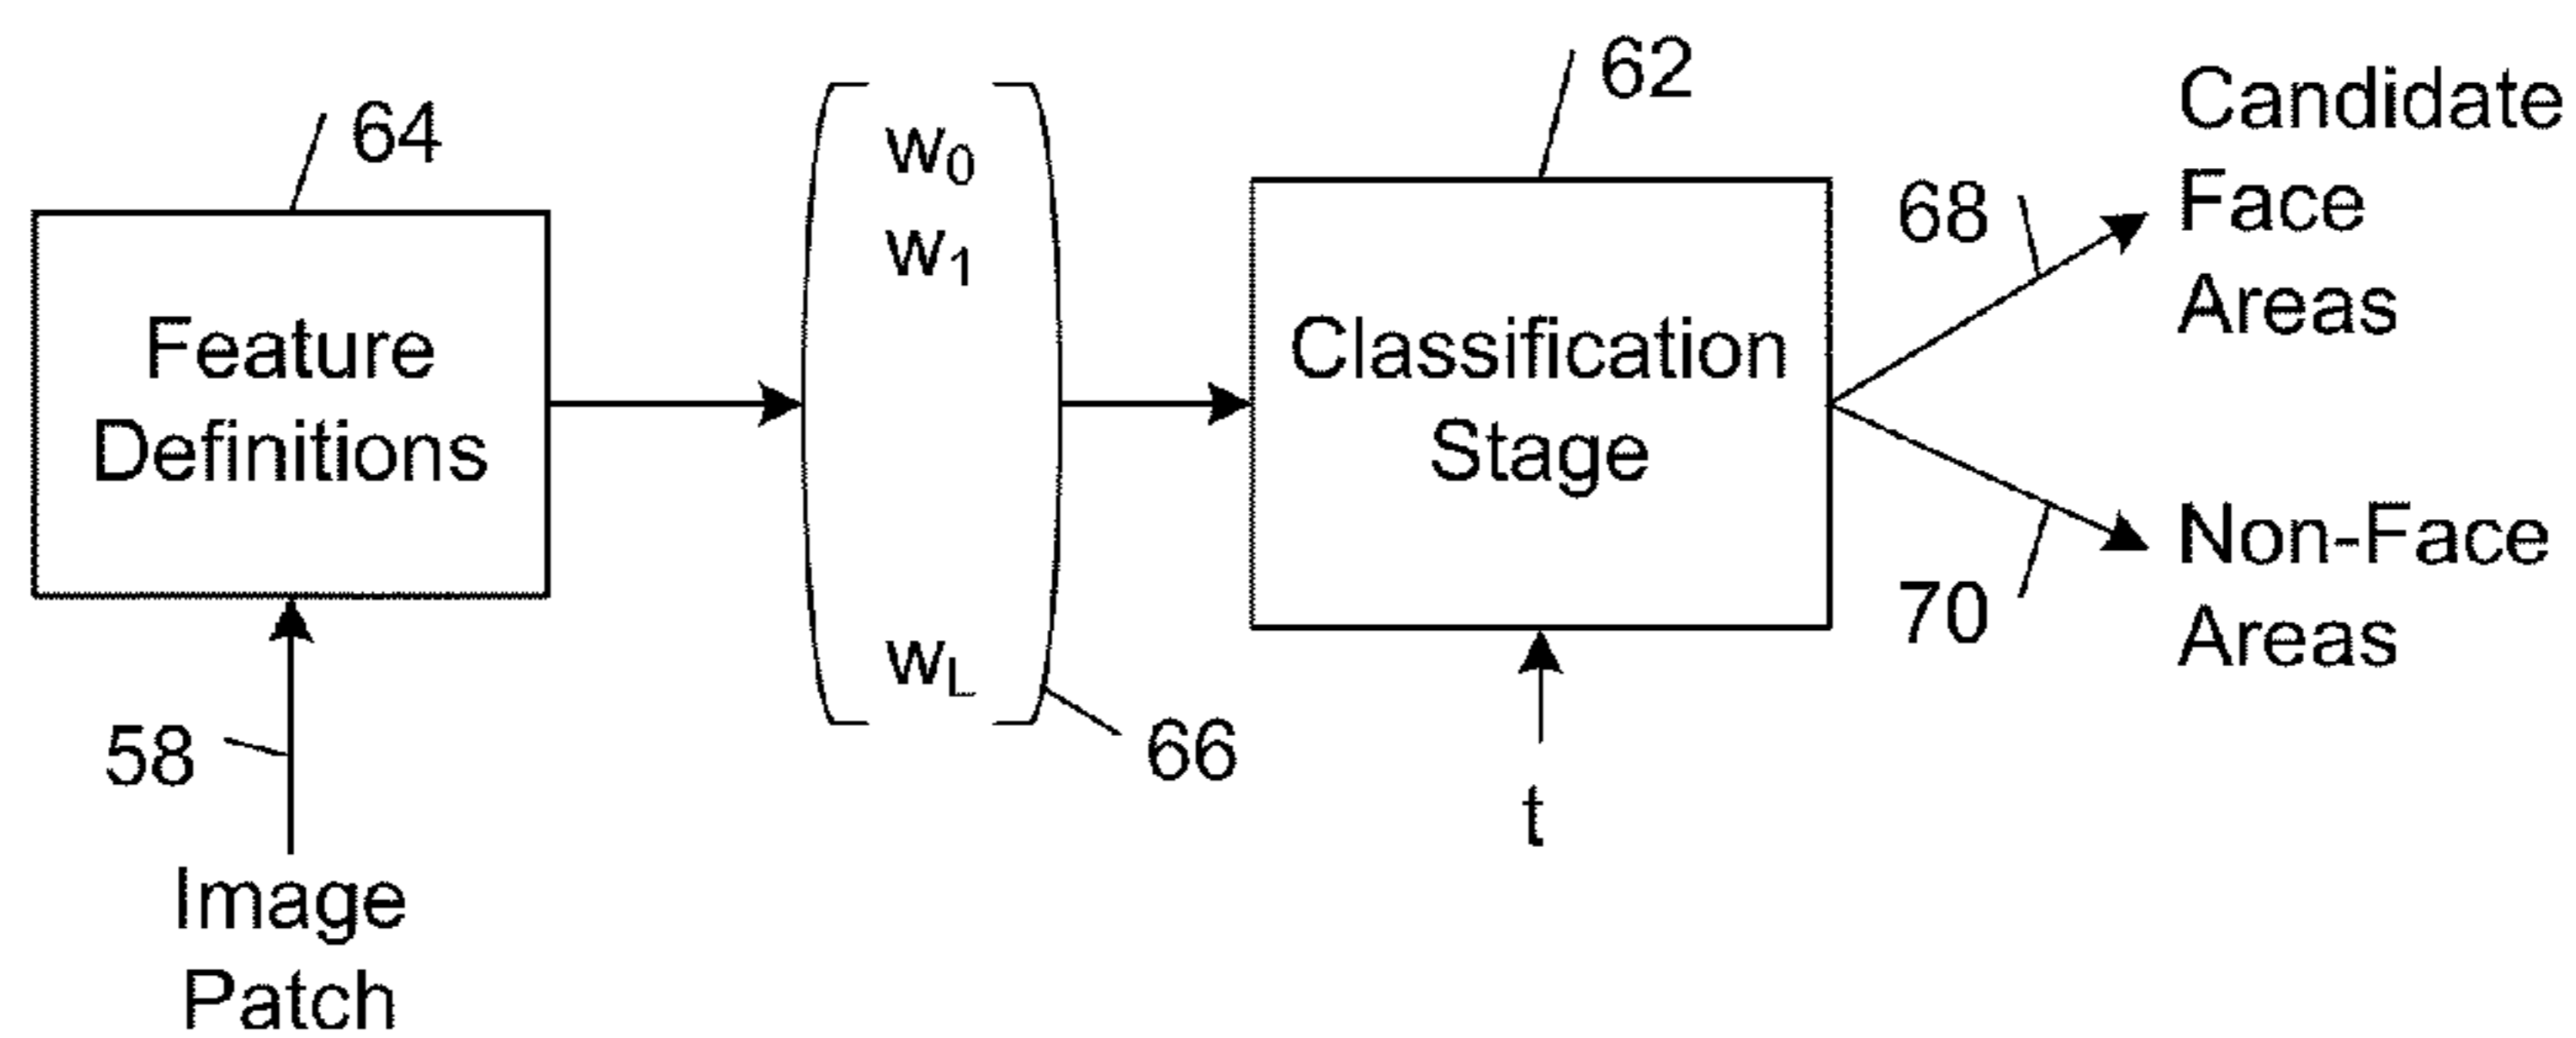 64
Feature
Definitions
58
Image
Patch
w0
w1
wL
66
62
Classification
Stage
t
68
Candidate
Face
Areas
70
Non-Face
Areas